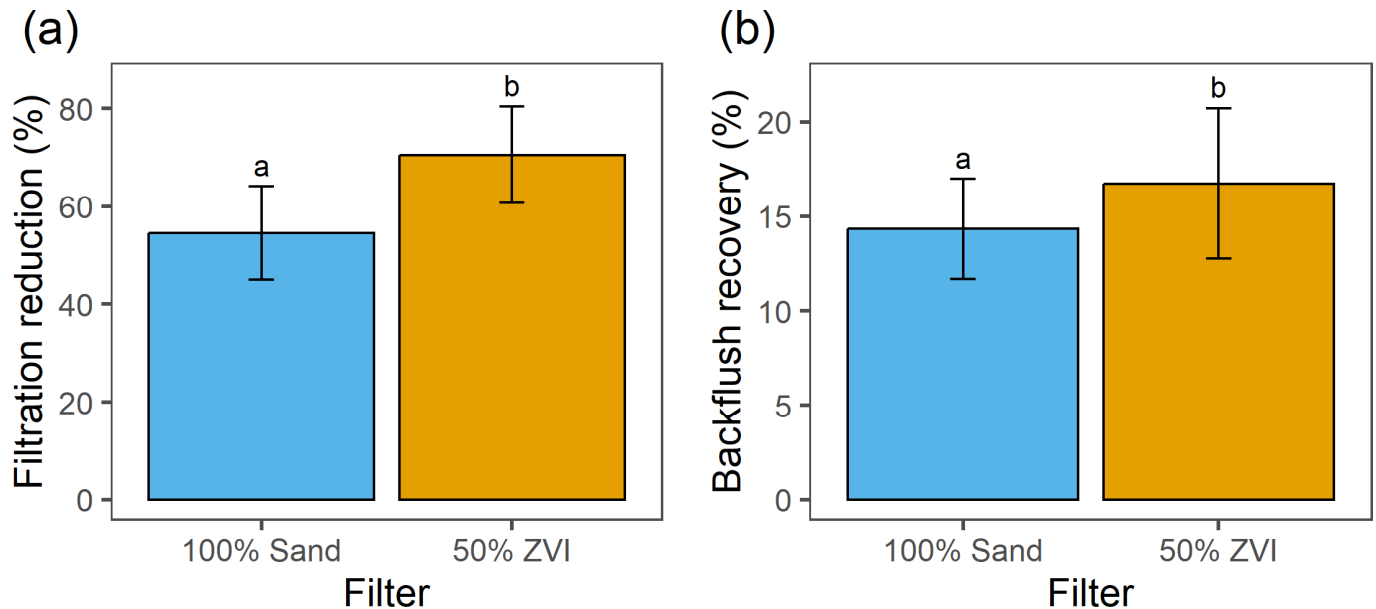 (a)
Filtration reduction (%)
80
60
40
20
0
a
b
100% Sand
50% ZVI
Filter
(b)
Backflush recovery (%)
20
15
10
5
0
a
b
100% Sand
50% ZVI
Filter